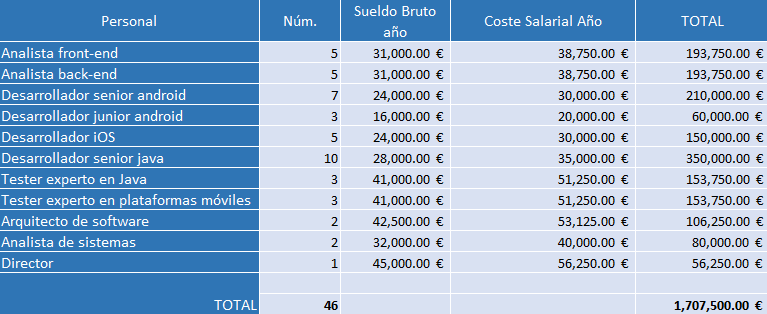 Personal Núm. Sueldo Bruto año Coste Salarial Año TOTAL
Analista front-end 5 31,000.00 € 38,750.00 € 193,750.00 €
Analista back-end 5 31,000.00 € 38,750.00 € 193,750.00 €
Desarrollador senior android 7 24,000.00 € 30,000.00 € 210,000.00 €
Desarrollador junior android 3 16,000.00 € 20,000.00 € 60,000.00 €
Desarrollador iOS 5 24,000.00 € 30,000.00 € 150,000.00 €
Desarrollador senior java 10 28,000.00 € 35,000.00 € 350,000.00 €
Tester experto en Java 3 41,000.00 € 51,250.00 € 153,750.00 €
Tester experto en plataformas móviles 3 41,000.00 € 51,250.00 € 153,750.00 €
Arquitecto de software 2 42,500.00 € 53,125.00 € 106,250.00 €
Analista de sistemas 2 32,000.00 € 40,000.00 € 80,000.00 €
Director 1 45,000.00 € 56,250.00 € 56,250.00 €
TOTAL 46 1,707,500.00 €